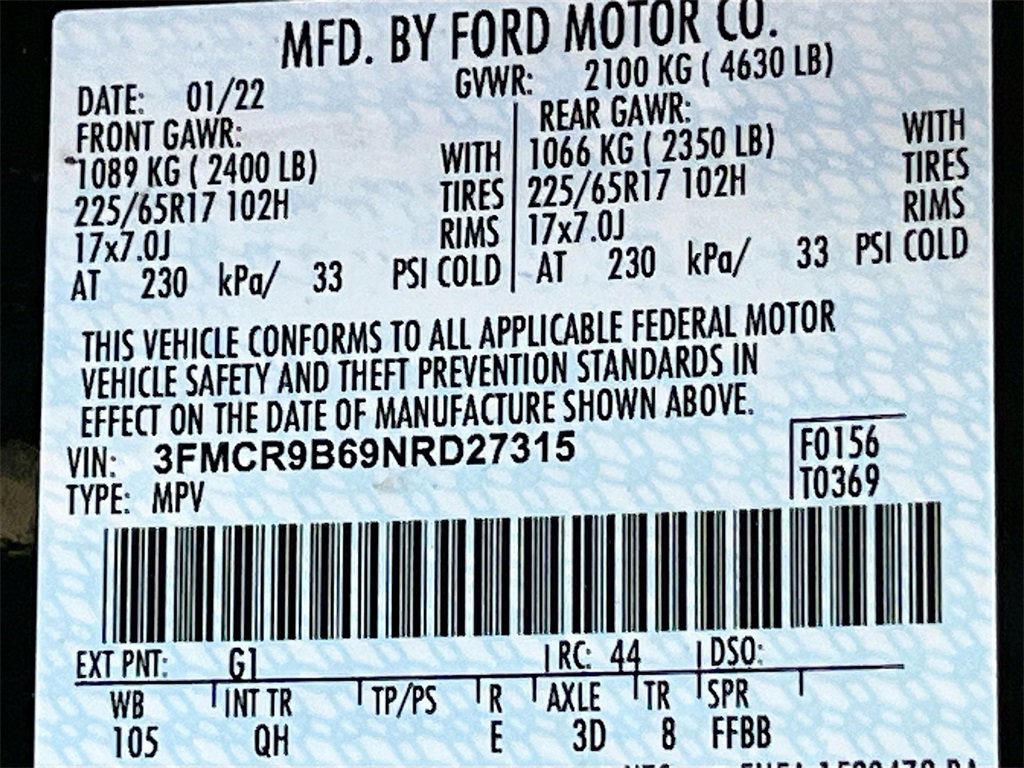 MFD. BY FORD MOTOR CO.
DATE: 01/22 GVWR: 2100 KG ( 4630 LB)
FRONT GAWR: REAR GAWR:
1089 KG ( 2400 LB) WITH 1066 KG ( 2350 LB) WITH
225/65R17 102H TIRES 225/65R17 102H TIRES
17x7.0J RIMS 17x7.0J RIMS
AT 230 kPa/ 33 PSI COLD AT 230 kPa/ 33 PSI COLD
THIS VEHICLE CONFORMS TO ALL APPLICABLE FEDERAL MOTOR
VEHICLE SAFETY AND THEFT PREVENTION STANDARDS IN
EFFECT ON THE DATE OF MANUFACTURE SHOWN ABOVE.
VIN: 3FMCR9B69NRD27315 F0156
TYPE: MPV T0369
EXT PNT: G1 RC: 44 DSO:
WB INT TR TP/PS R AXLE TR SPR
105 QH E 3D 8 FFBB